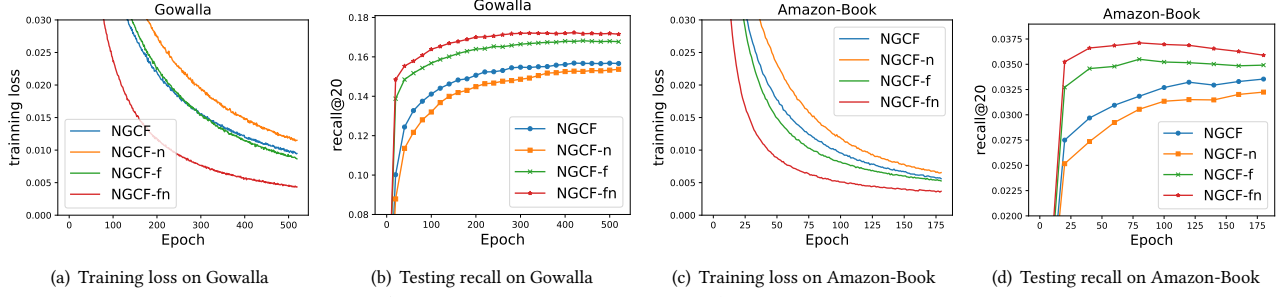 Gowalla
0.030
0.025
0.020
0.015
0.010
0.005
0.000
trainning loss
NGCF
NGCF-n
NGCF-f
NGCF-fn
0 100 200 300 400 500
Epoch
(a) Training loss on Gowalla
Gowalla
0.18
0.16
0.14
0.12
0.10
0.08
recall@20
NGCF
NGCF-n
NGCF-f
NGCF-fn
0 100 200 300 400 500
Epoch
(b) Testing recall on Gowalla
Amazon-Book
0.030
0.025
0.020
0.015
0.010
0.005
0.000
trainning loss
NGCF
NGCF-n
NGCF-f
NGCF-fn
0 25 50 75 100 125 150 175
Epoch
(c) Training loss on Amazon-Book
Amazon-Book
0.0375
0.0350
0.0325
0.0300
0.0275
0.0250
0.0225
0.0200
recall@20
NGCF
NGCF-n
NGCF-f
NGCF-fn
0 25 50 75 100 125 150 175
Epoch
(d) Testing recall on Amazon-Book